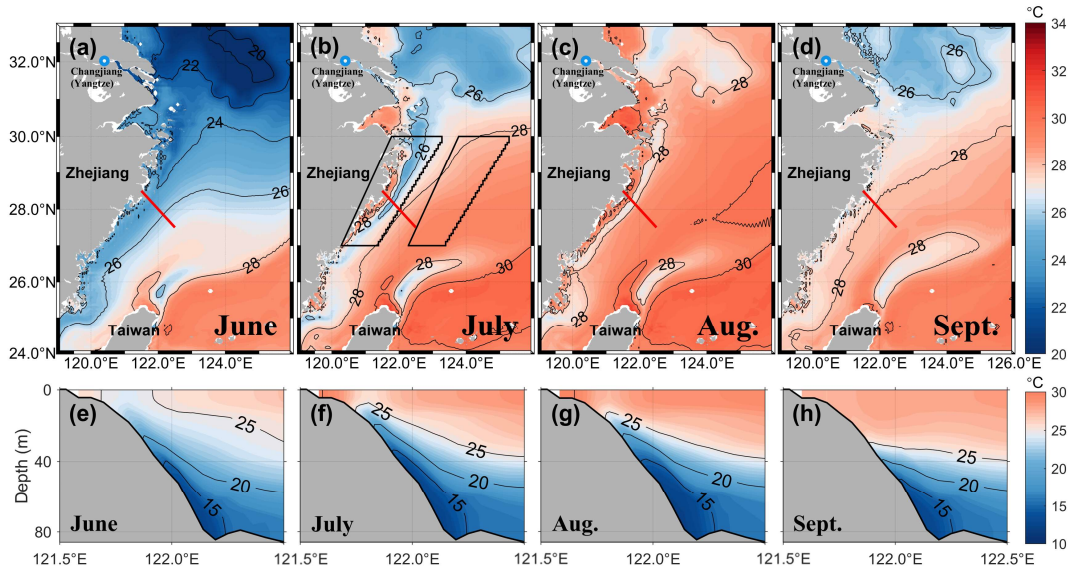 (a)
(b)
(c)
(d)
°C
34
32
30
28
26
24
22
20
32.0°N
30.0°N
28.0°N
26.0°N
24.0°N
Changjiang
(Yangtze)
20
22
24
26
26
28
Zhejiang
Taiwan
June
Changjiang
(Yangtze)
26
28
26
28
28
28
30
Zhejiang
Taiwan
July
Changjiang
(Yangtze)
28
28
28
28
30
Zhejiang
Taiwan
Aug.
Changjiang
(Yangtze)
26
28
28
28
Zhejiang
Taiwan
Sept.
120.0°E
122.0°E
124.0°E
120.0°E
122.0°E
124.0°E
120.0°E
122.0°E
124.0°E
120.0°E
122.0°E
124.0°E
126.0°E
Depth (m)
0
40
80
(e)
25
20
15
June
(f)
25
25
20
15
July
(g)
25
25
20
15
Aug.
(h)
25
20
15
Sept.
°C
30
25
20
15
10
121.5°E
122.0°E
121.5°E
122.0°E
121.5°E
122.0°E
121.5°E
122.0°E
122.5°E